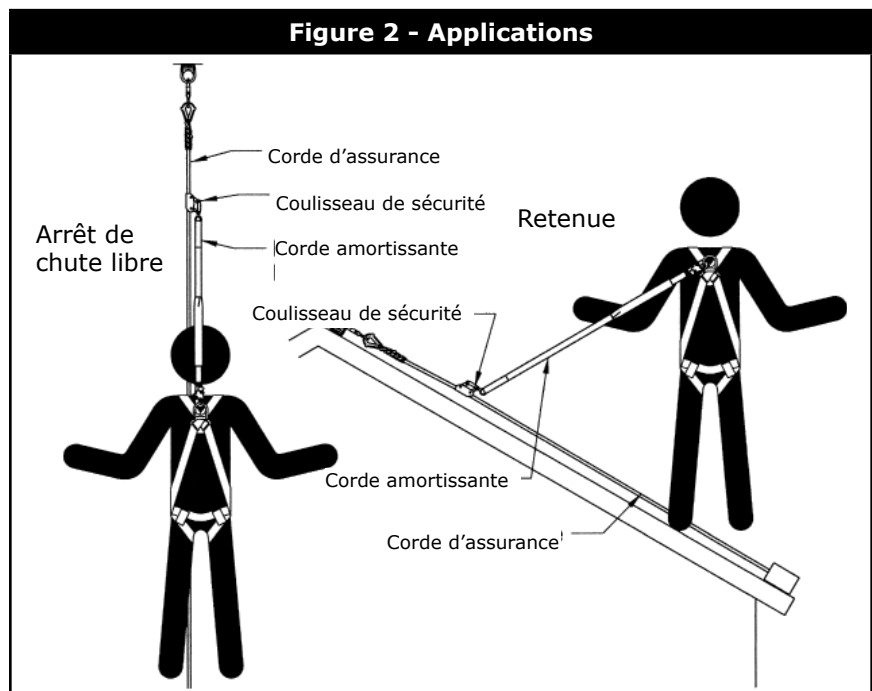 Figure 2 - Applications
Corde d'assurance
Coulisseau de sécurité
Corde amortissante
Arrêt de
chute libre
Retenue
Coulisseau de sécurité
Corde amortissante
Corde d'assurance